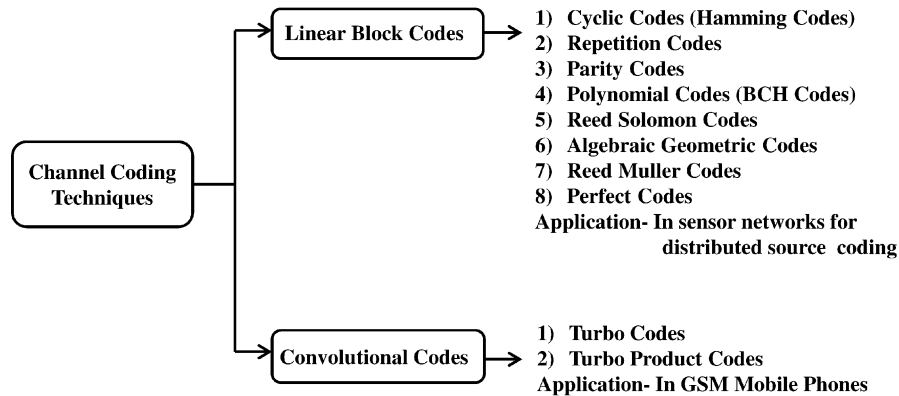 Channel Coding
Techniques
Linear Block Codes
1) Cyclic Codes (Hamming Codes)
2) Repetition Codes
3) Parity Codes
4) Polynomial Codes (BCH Codes)
5) Reed Solomon Codes
6) Algebraic Geometric Codes
7) Reed Muller Codes
8) Perfect Codes
Application- In sensor networks for
distributed source coding
Convolutional Codes
1) Turbo Codes
2) Turbo Product Codes
Application- In GSM Mobile Phones